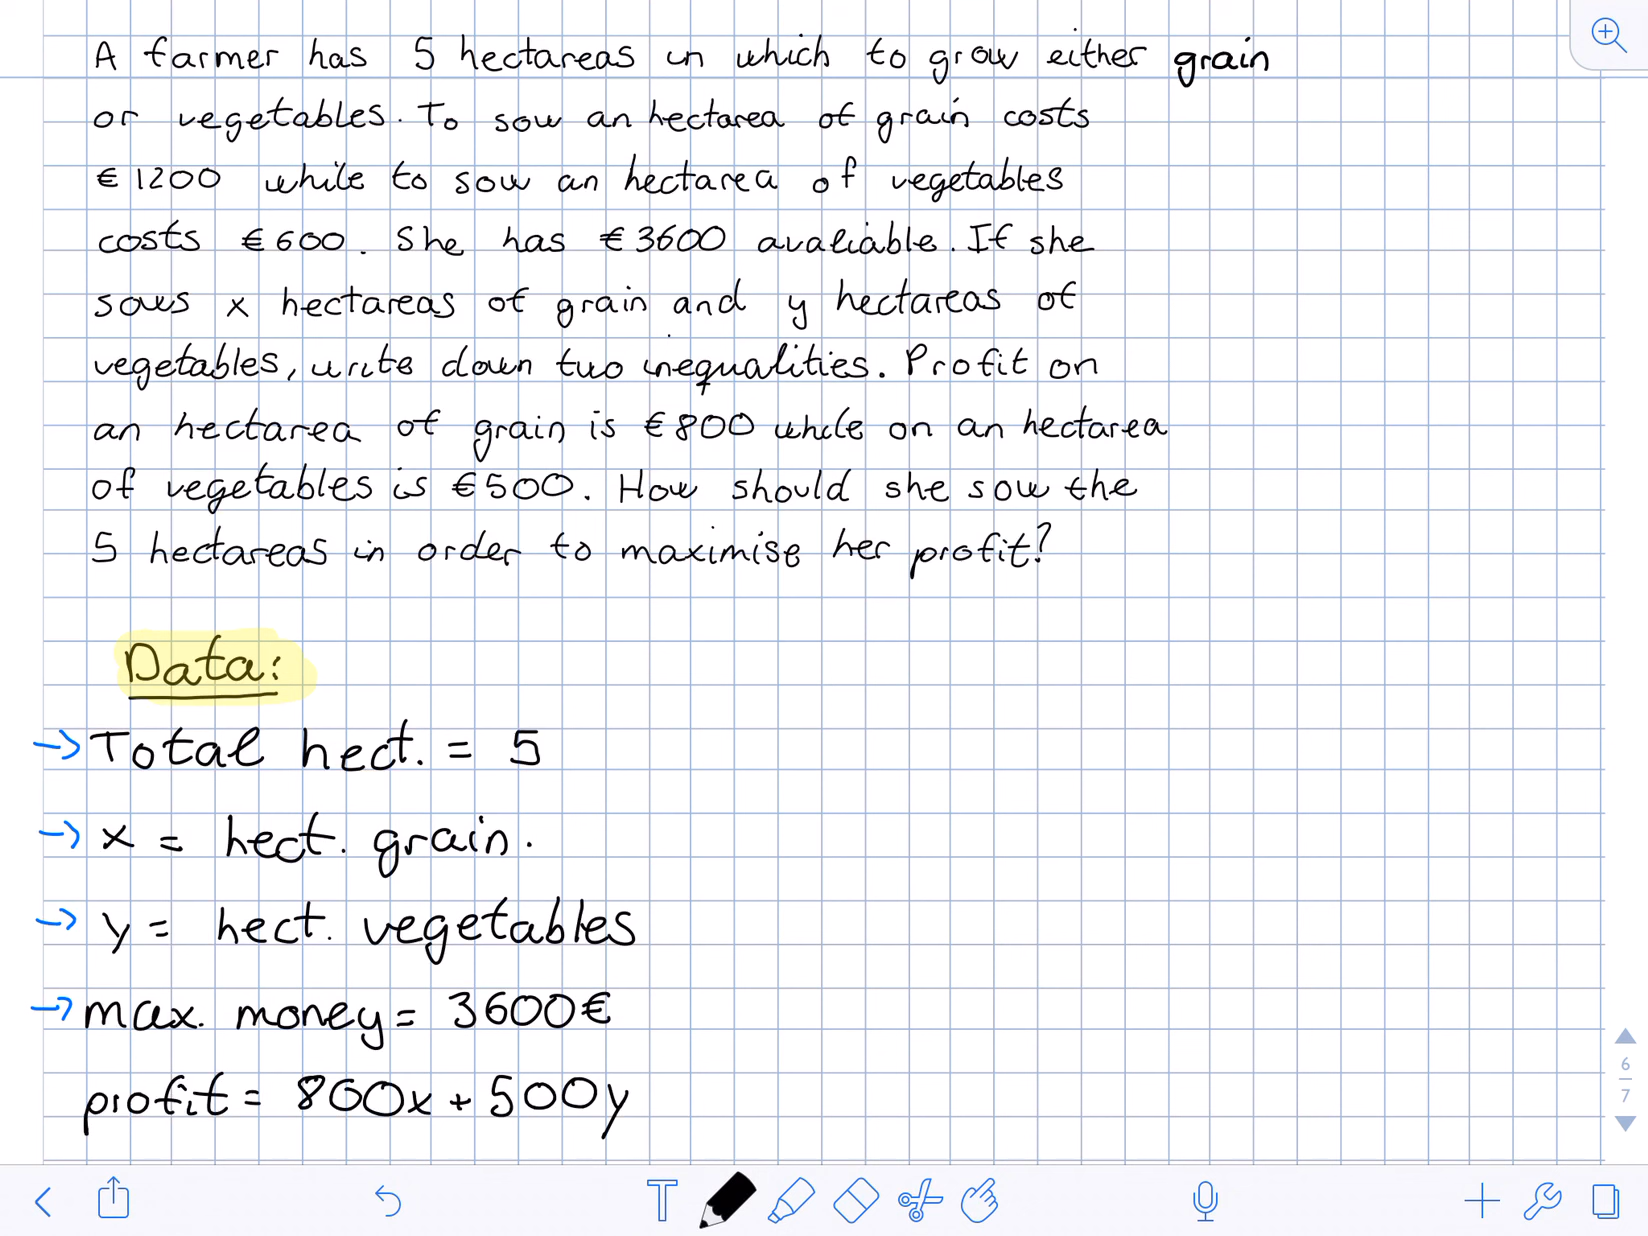 A farmer has 5 hectareas in which to grow either grain
or vegetables. To sow an hectarea of grain costs
€1200 while to sow an hectarea of vegetables
costs €600. She has €3600 avaliable. If she
sows x hectareas of grain and y hectareas of
vegetables, write down two inequalities. Profit on
an hectarea of grain is €800 while on an hectarea
of vegetables is €500. How should she sow the
5 hectareas in order to maximise her profit?
Data:
→ Total hect. = 5
→ x = hect. grain.
→ y = hect. vegetables
→ max. money = 3600€
profit = 800x + 500y
6
7
T